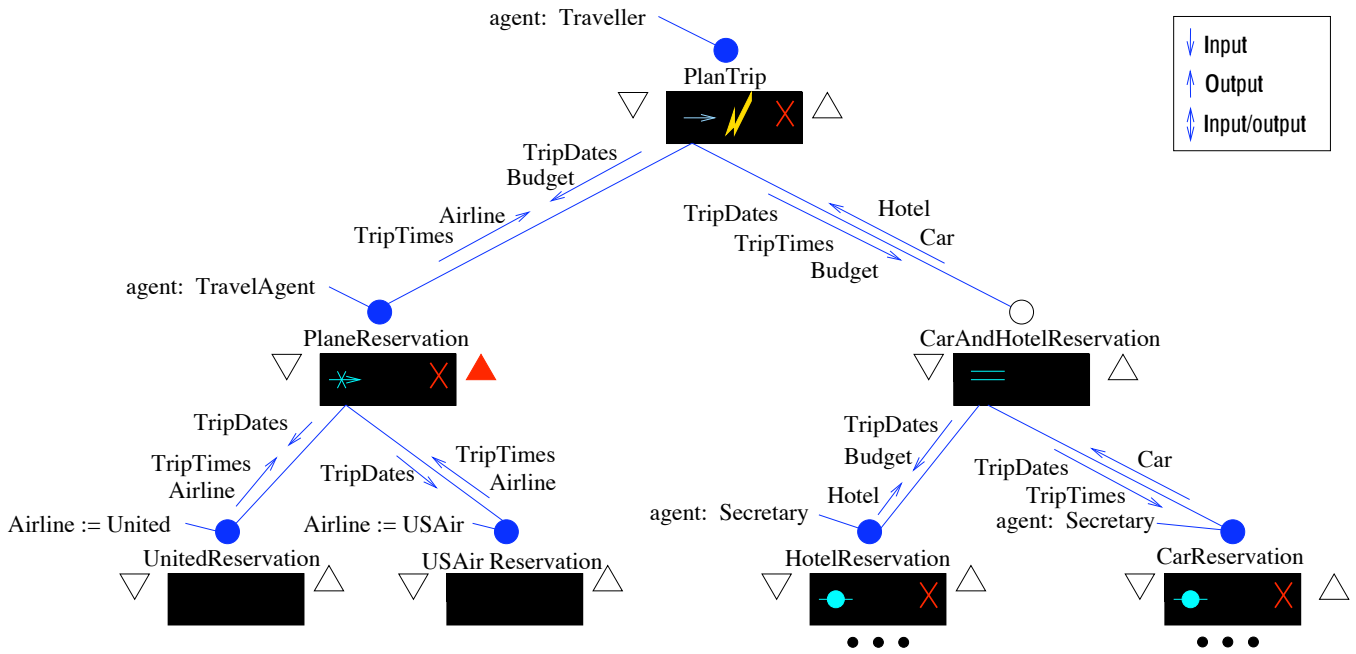 agent: Traveller
Input
Output
Input/output
PlanTrip
TripDates
Budget
Airline
TripTimes
Hotel
Car
TripDates
TripTimes
Budget
agent: TravelAgent
PlaneReservation
CarAndHotelReservation
TripDates
TripTimes
Airline
TripDates
TripTimes
Airline
TripDates
Budget
Hotel
Car
TripDates
TripTimes
Airline := United
Airline := USAir
agent: Secretary
agent: Secretary
UnitedReservation
USAir Reservation
HotelReservation
CarReservation